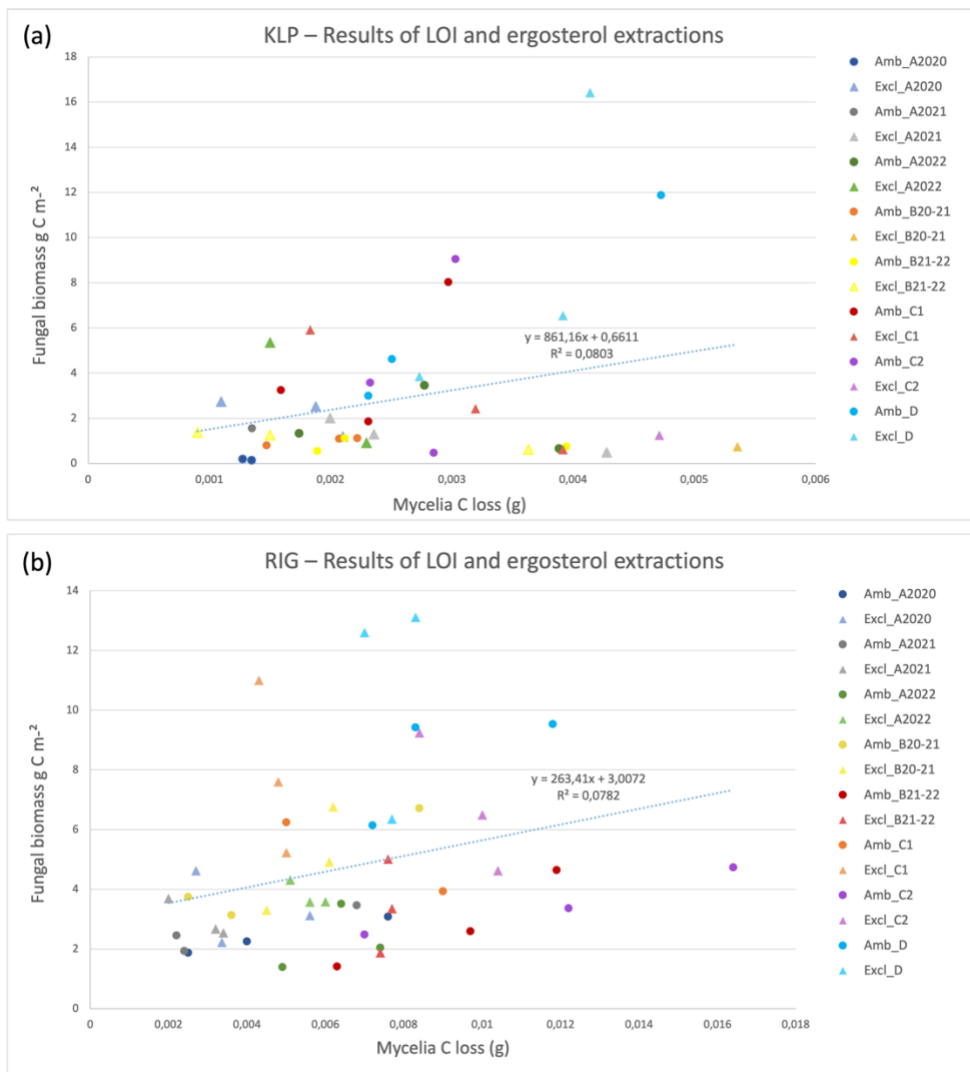 (a)
KLP – Results of LOI and ergosterol extractions
18
16
14
12
10
8
6
4
2
0
Fungal biomass g C m-²
0
0,001
0,002
0,003
0,004
0,005
0,006
Mycelia C loss (g)
y = 861,16x + 0,6611
R² = 0,0803
Amb_A2020
Excl_A2020
Amb_A2021
Excl_A2021
Amb_A2022
Excl_A2022
Amb_B20-21
Excl_B20-21
Amb_B21-22
Excl_B21-22
Amb_C1
Excl_C1
Amb_C2
Excl_C2
Amb_D
Excl_D
(b)
RIG – Results of LOI and ergosterol extractions
14
12
10
8
6
4
2
0
Fungal biomass g C m-²
0
0,002
0,004
0,006
0,008
0,01
0,012
0,014
0,016
0,018
Mycelia C loss (g)
y = 263,41x + 3,0072
R² = 0,0782
Amb_A2020
Excl_A2020
Amb_A2021
Excl_A2021
Amb_A2022
Excl_A2022
Amb_B20-21
Excl_B20-21
Amb_B21-22
Excl_B21-22
Amb_C1
Excl_C1
Amb_C2
Excl_C2
Amb_D
Excl_D